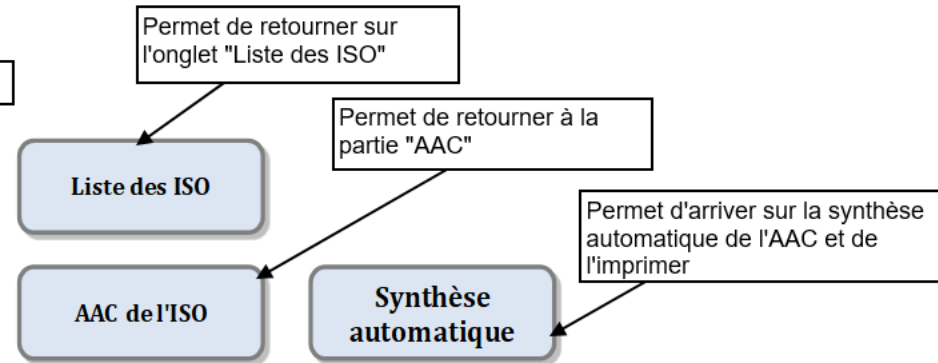 Permet de retourner sur
l'onglet "Liste des ISO"
Permet de retourner à la
partie "AAC"
Liste des ISO
Permet d'arriver sur la synthèse
automatique de l'AAC et de
l'imprimer
AAC de l'ISO
Synthèse
automatique